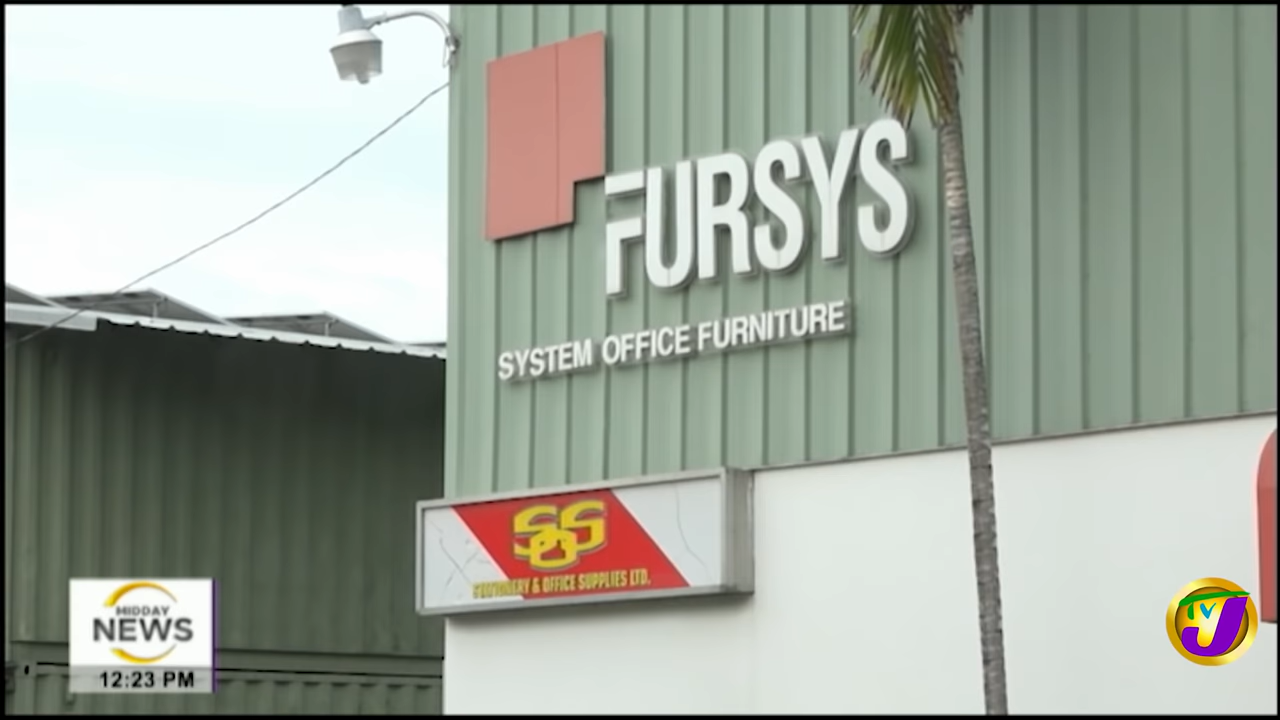 FURSYS
SYSTEM OFFICE FURNITURE
SOS
STATIONERY & OFFICE SUPPLIES LTD.
MIDDAY
NEWS
12:23 PM
TVJ